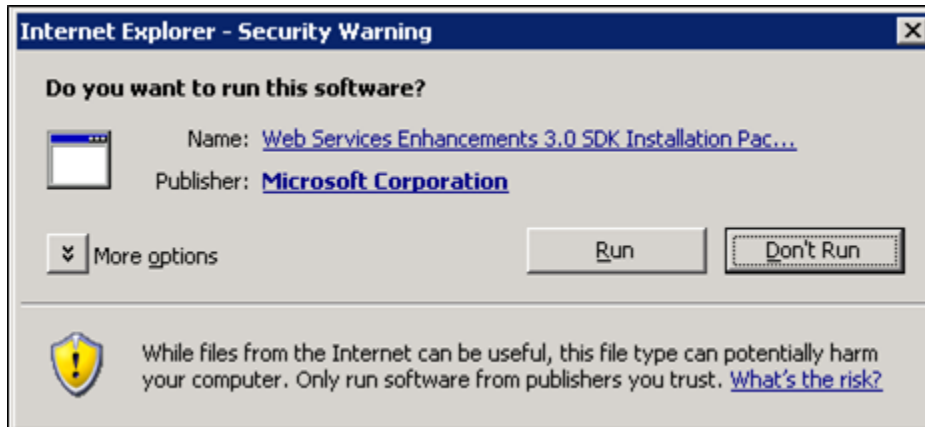 Internet Explorer - Security Warning
Do you want to run this software?
Name: Web Services Enhancements 3.0 SDK Installation Pac...
Publisher: Microsoft Corporation
More options
Run
Don't Run
While files from the Internet can be useful, this file type can potentially harm
your computer. Only run software from publishers you trust. What's the risk?